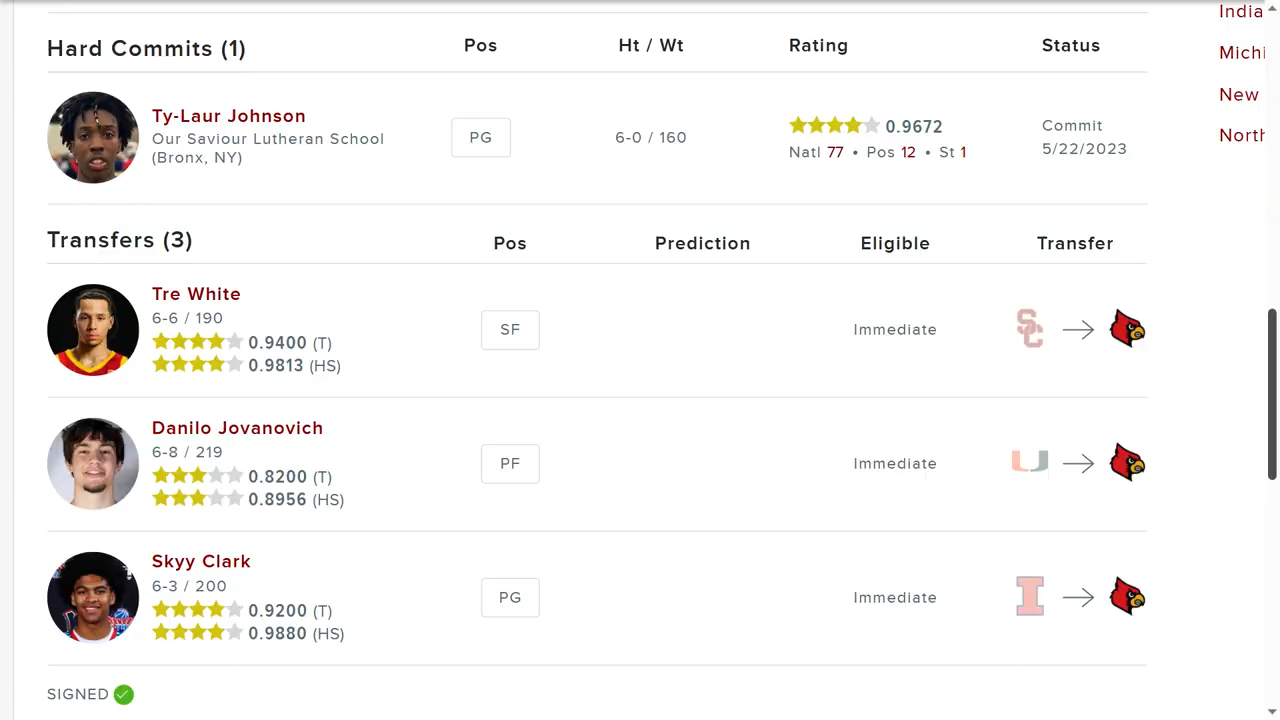 India
Michi
New
North
Hard Commits (1) Pos Ht / Wt Rating Status
Ty-Laur Johnson
Our Saviour Lutheran School
(Bronx, NY)
PG
6-0 / 160
0.9672
Natl 77 • Pos 12 • St 1
Commit
5/22/2023
Transfers (3) Pos Prediction Eligible Transfer
Tre White
6-6 / 190
0.9400 (T)
0.9813 (HS)
SF
Immediate
SC
Danilo Jovanovich
6-8 / 219
0.8200 (T)
0.8956 (HS)
PF
Immediate
U
Skyy Clark
6-3 / 200
0.9200 (T)
0.9880 (HS)
PG
Immediate
I
SIGNED